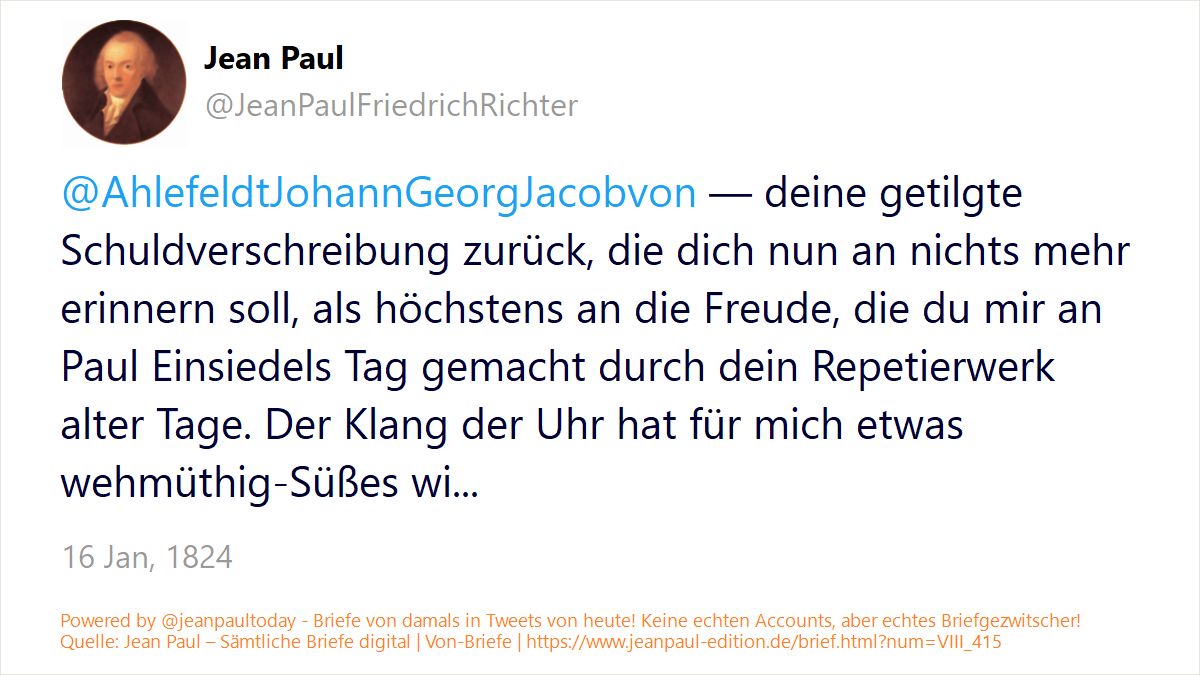 Jean Paul
@JeanPaulFriedrichRichter
@AhlefeldtJohannGeorgJacobvon — deine getilgte
Schuldverschreibung zurück, die dich nun an nichts mehr
erinnern soll, als höchstens an die Freude, die du mir an
Paul Einsiedels Tag gemacht durch dein Repetierwerk
alter Tage. Der Klang der Uhr hat für mich etwas
wehmüthig-Süßes wi...
16 Jan, 1824
Powered by @jeanpaultoday - Briefe von damals in Tweets von heute! Keine echten Accounts, aber echtes Briefgezwitscher!
Quelle: Jean Paul – Sämtliche Briefe digital | Von-Briefe | https://www.jeanpaul-edition.de/brief.html?num=VIII_415